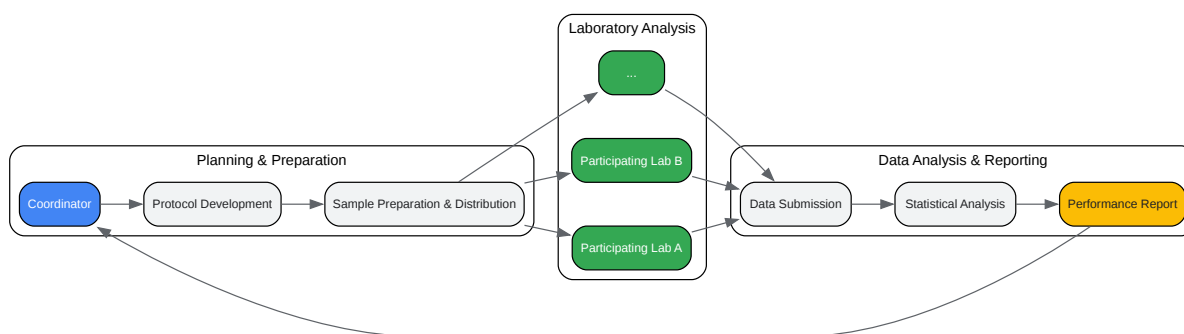 Laboratory Analysis
...
Planning & Preparation
Participating Lab B
Data Analysis & Reporting
Coordinator
Protocol Development
Sample Preparation & Distribution
Data Submission
Statistical Analysis
Performance Report
Participating Lab A